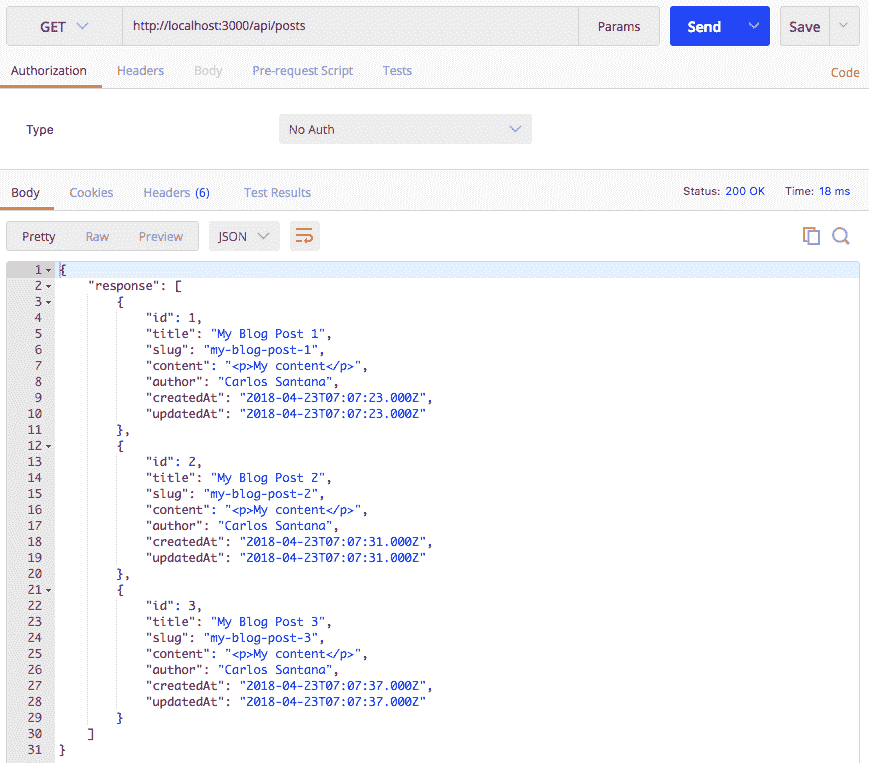 GET http://localhost:3000/api/posts Params Send Save
Authorization Headers Body Pre-request Script Tests Code
Type No Auth
Body Cookies Headers (6) Test Results Status: 200 OK Time: 18 ms
Pretty Raw Preview JSON
1 {
2 "response": [
3 {
4 "id": 1,
5 "title": "My Blog Post 1",
6 "slug": "my-blog-post-1",
7 "content": "<p>My content</p>",
8 "author": "Carlos Santana",
9 "createdAt": "2018-04-23T07:07:23.000Z",
10 "updatedAt": "2018-04-23T07:07:23.000Z"
11 },
12 {
13 "id": 2,
14 "title": "My Blog Post 2",
15 "slug": "my-blog-post-2",
16 "content": "<p>My content</p>",
17 "author": "Carlos Santana",
18 "createdAt": "2018-04-23T07:07:31.000Z",
19 "updatedAt": "2018-04-23T07:07:31.000Z"
20 },
21 {
22 "id": 3,
23 "title": "My Blog Post 3",
24 "slug": "my-blog-post-3",
25 "content": "<p>My content</p>",
26 "author": "Carlos Santana",
27 "createdAt": "2018-04-23T07:07:37.000Z",
28 "updatedAt": "2018-04-23T07:07:37.000Z"
29 }
30 ]
31 }